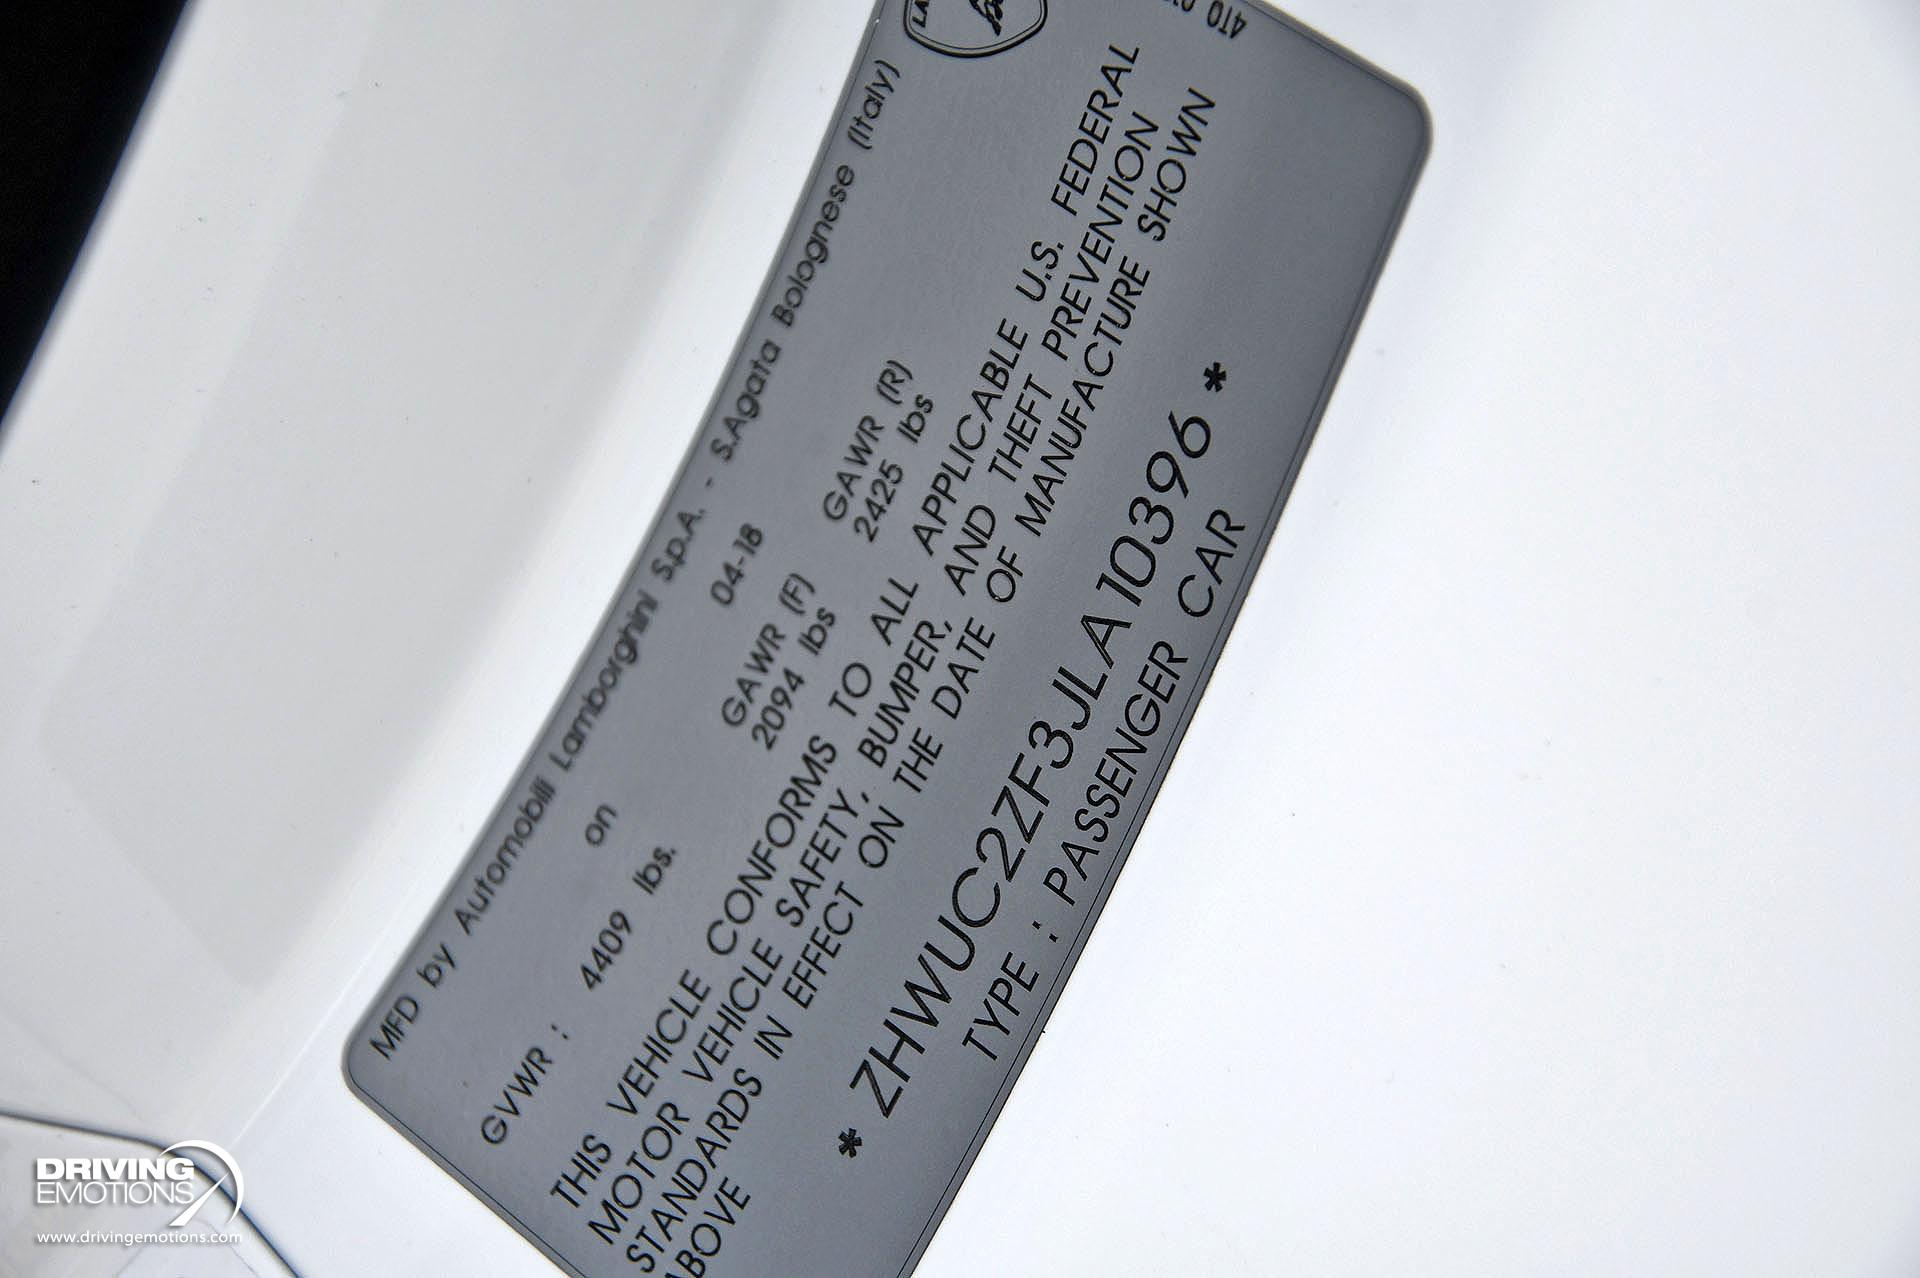 MFD by Automobili Lamborghini S.p.A. - S.Agata Bolognese (Italy)
on 04-18
GVWR : 4409 lbs. GAWR (F) GAWR (R)
2094 lbs 2425 lbs
THIS VEHICLE CONFORMS TO ALL APPLICABLE U.S. FEDERAL
MOTOR VEHICLE SAFETY, BUMPER, AND THEFT PREVENTION
STANDARDS IN EFFECT ON THE DATE OF MANUFACTURE SHOWN
ABOVE
* ZHWUC2ZF3JLA10396 *
TYPE : PASSENGER CAR
DRIVING
EMOTIONS
www.drivingemotions.com